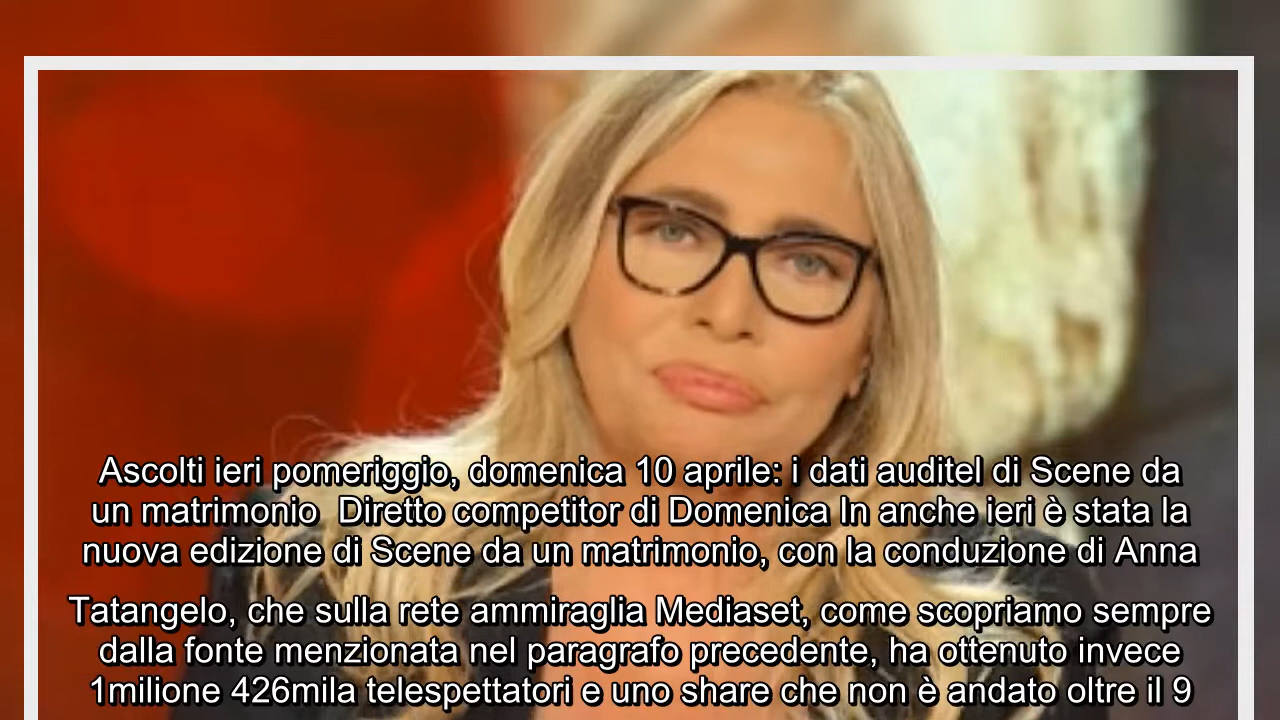 Ascolti ieri pomeriggio, domenica 10 aprile: i dati auditel di Scene da
un matrimonio  Diretto competitor di Domenica In anche ieri è stata la
nuova edizione di Scene da un matrimonio, con la conduzione di Anna
Tatangelo, che sulla rete ammiraglia Mediaset, come scopriamo sempre
dalla fonte menzionata nel paragrafo precedente, ha ottenuto invece
1milione 426mila telespettatori e uno share che non è andato oltre il 9